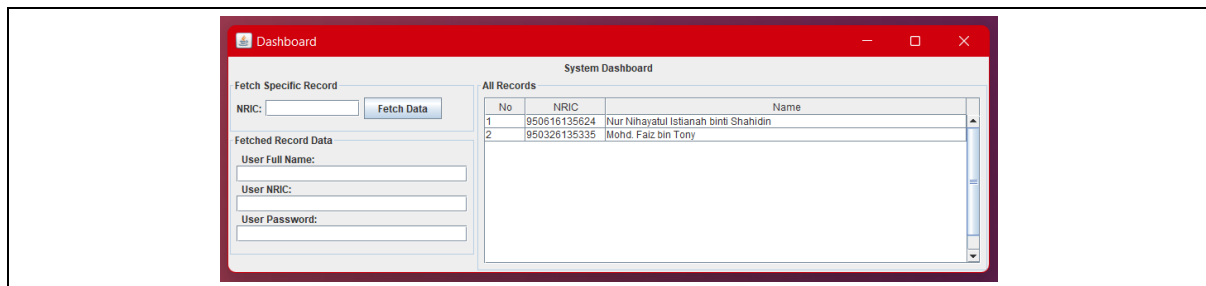 Dashboard
System Dashboard
Fetch Specific Record
NRIC:
Fetch Data
Fetched Record Data
User Full Name:
User NRIC:
User Password:
All Records
No NRIC Name
1 950616135624 Nur Nihayatul Istianah binti Shahidin
2 950326135335 Mohd. Faiz bin Tony